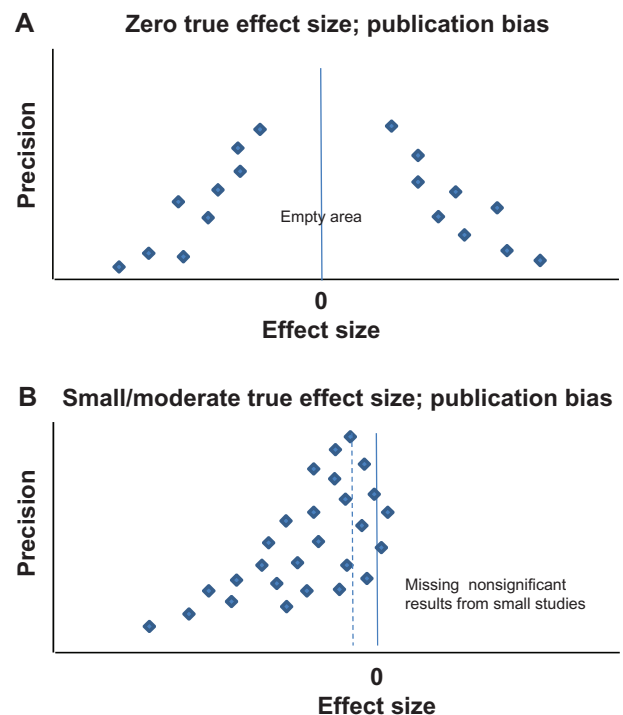 A Zero true effect size; publication bias
Precision
Empty area
0
Effect size
B Small/moderate true effect size; publication bias
Precision
Missing nonsignificant
results from small studies
0
Effect size